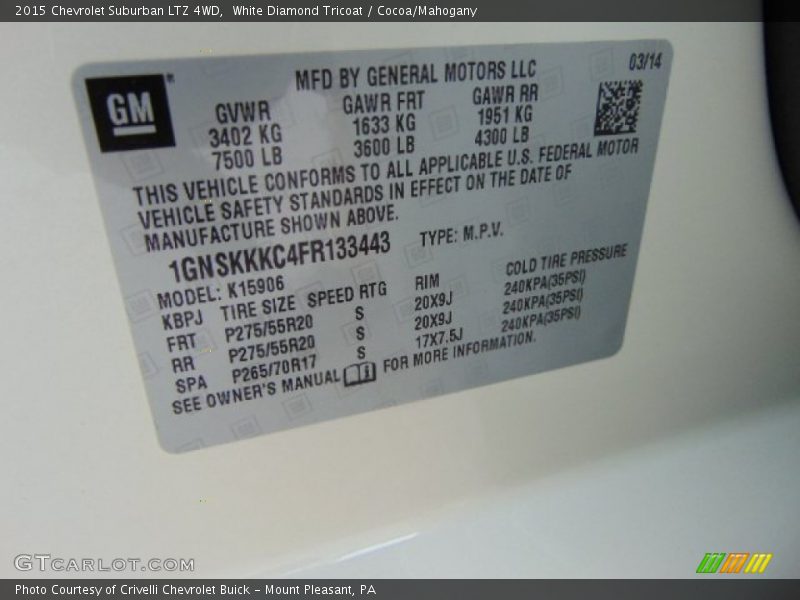 2015 Chevrolet Suburban LTZ 4WD, White Diamond Tricoat / Cocoa/Mahogany
GM®
MFD BY GENERAL MOTORS LLC
03/14
GVWR GAWR FRT GAWR RR
3402 KG 1633 KG 1951 KG
7500 LB 3600 LB 4300 LB
THIS VEHICLE CONFORMS TO ALL APPLICABLE U.S. FEDERAL MOTOR
VEHICLE SAFETY STANDARDS IN EFFECT ON THE DATE OF
MANUFACTURE SHOWN ABOVE.
1GNSKKKC4FR133443 TYPE: M.P.V.
MODEL: K15906
KBPJ TIRE SIZE SPEED RTG RIM COLD TIRE PRESSURE
FRT P275/55R20 S 20X9J 240KPA(35PSI)
RR P275/55R20 S 20X9J 240KPA(35PSI)
SPA P265/70R17 S 17X7.5J 240KPA(35PSI)
SEE OWNER'S MANUAL FOR MORE INFORMATION.
GTCARLOT.COM
Photo Courtesy of Crivelli Chevrolet Buick – Mount Pleasant, PA